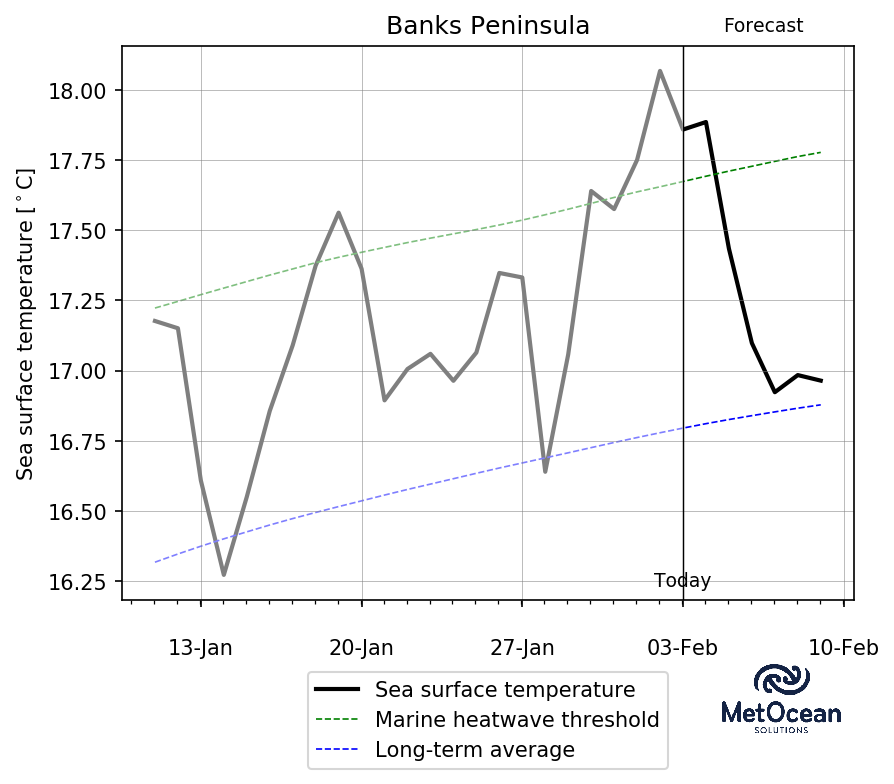 Banks Peninsula
Forecast
Sea surface temperature [°C]
18.00
17.75
17.50
17.25
17.00
16.75
16.50
16.25
Today
13-Jan
20-Jan
27-Jan
03-Feb
10-Feb
Sea surface temperature
Marine heatwave threshold
Long-term average
MetOcean
SOLUTIONS